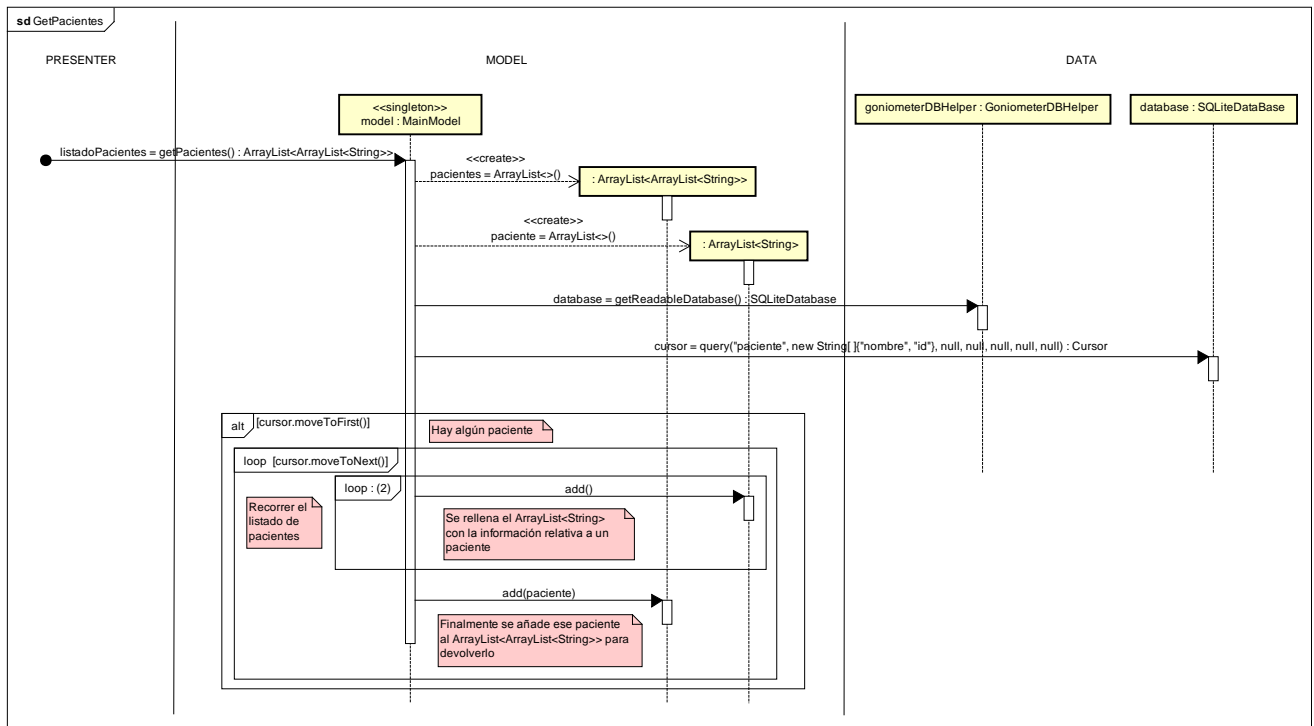 sd GetPacientes
PRESENTER
MODEL
DATA
<<singleton>>
model : MainModel
goniometerDBHelper : GoniometerDBHelper
database : SQLiteDataBase
listadoPacientes = getPacientes() : ArrayList<ArrayList<String>>
<<create>>
pacientes = ArrayList<>()
: ArrayList<ArrayList<String>>
<<create>>
paciente = ArrayList<>()
: ArrayList<String>
database = getReadableDatabase() : SQLiteDatabase
cursor = query("paciente", new String[ ]{"nombre", "id"}, null, null, null, null, null) : Cursor
alt [cursor.moveToFirst()]
Hay algún paciente
loop [cursor.moveToNext()]
loop : (2)
add()
Recorrer el
listado de
pacientes
Se rellena el ArrayList<String>
con la información relativa a un
paciente
add(paciente)
Finalmente se añade ese paciente
al ArrayList<ArrayList<String>> para
devolverlo